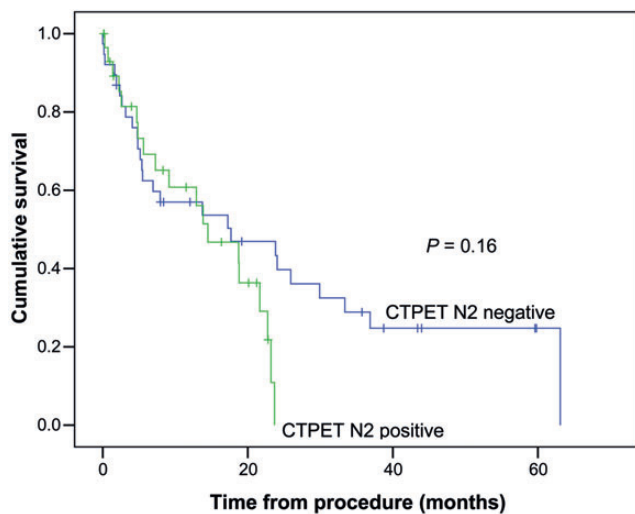 1.0
0.8
0.6
0.4
0.2
0.0
Cumulative survival
P = 0.16
CTPET N2 negative
CTPET N2 positive
0 20 40 60
Time from procedure (months)